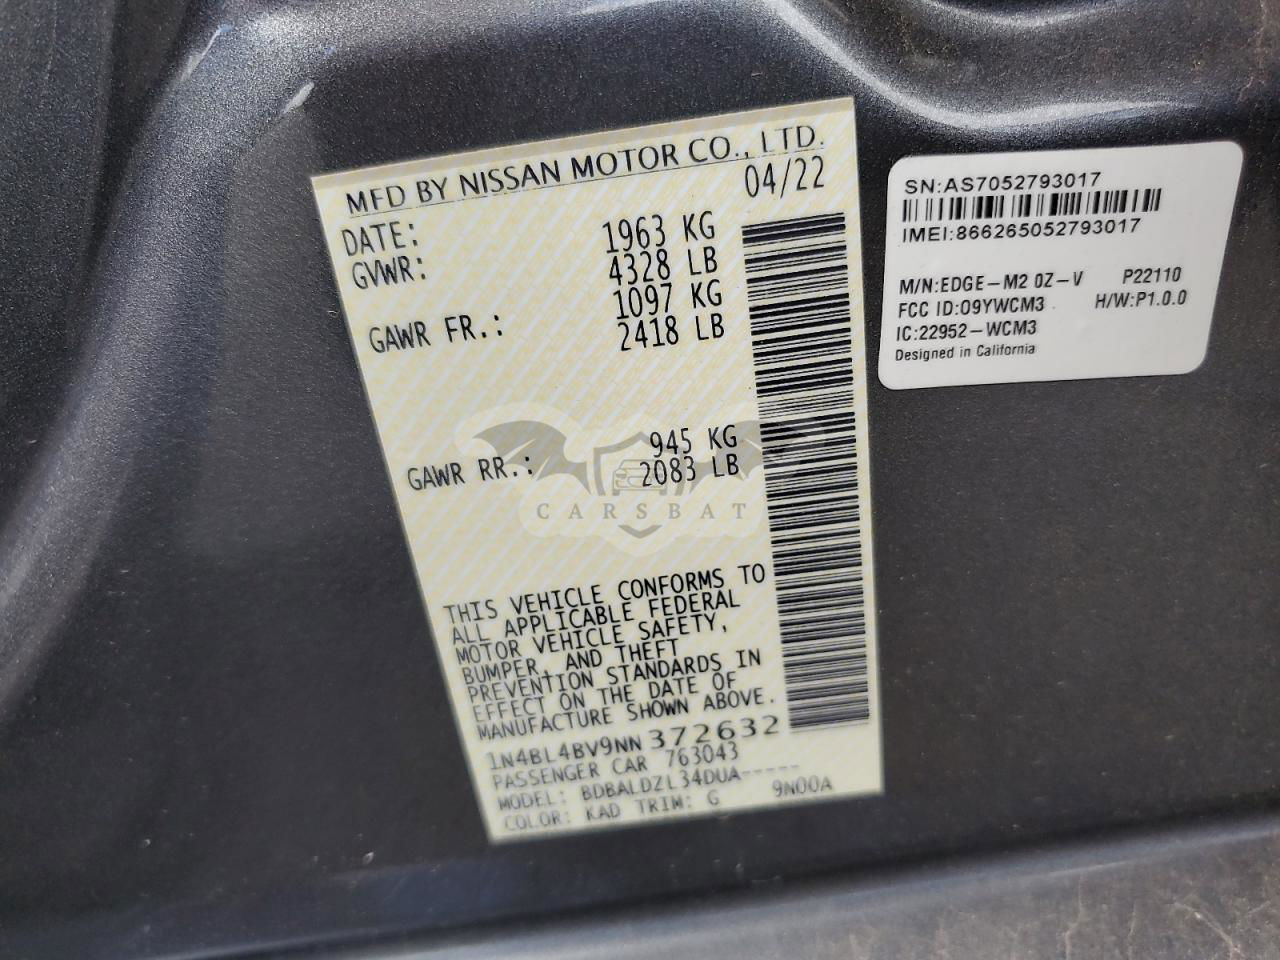 MFD BY NISSAN MOTOR CO., LTD.
DATE: 04/22
GVWR: 1963 KG
4328 LB
GAWR FR.: 1097 KG
2418 LB
GAWR RR.: 945 KG
2083 LB
CARSBAT
THIS VEHICLE CONFORMS TO
ALL APPLICABLE FEDERAL
MOTOR VEHICLE SAFETY,
BUMPER, AND THEFT
PREVENTION STANDARDS IN
EFFECT ON THE DATE OF
MANUFACTURE SHOWN ABOVE.
1N4BL4BV9NN372632
PASSENGER CAR 763043
MODEL: BDBALDZL34DUA-----
COLOR: KAD TRIM: G 9N00A
SN:AS7052793017
IMEI:866265052793017
M/N:EDGE-M2 0Z-V P22110
FCC ID:O9YWCM3 H/W:P1.0.0
IC:22952-WCM3
Designed in California